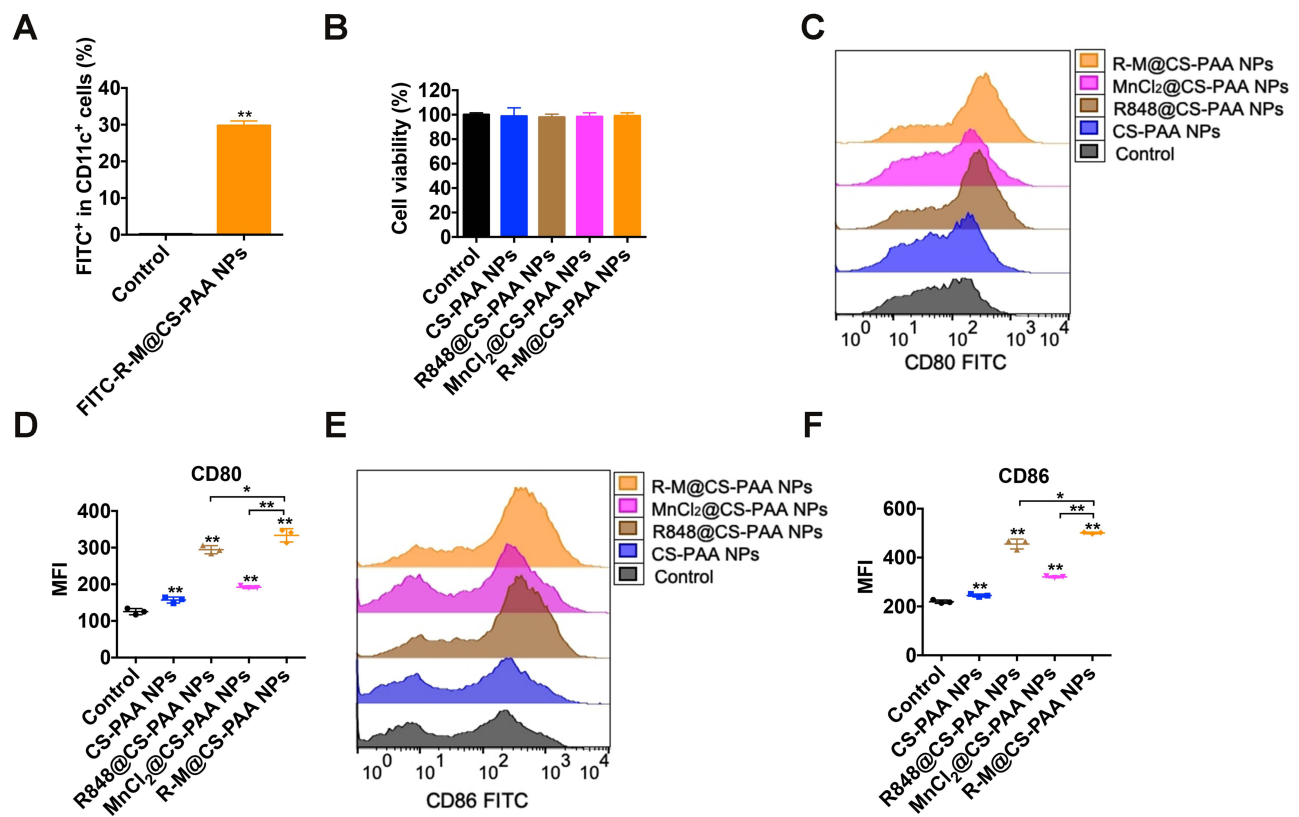 A
FITC⁺ in CD11c⁺ cells (%)
40
30
20
10
0
**
Control
FITC-R-M@CS-PAA NPs
B
Cell viability (%)
120
100
80
60
40
20
0
Control
CS-PAA NPs
R848@CS-PAA NPs
MnCl₂@CS-PAA NPs
R-M@CS-PAA NPs
C
R-M@CS-PAA NPs
MnCl₂@CS-PAA NPs
R848@CS-PAA NPs
CS-PAA NPs
Control
10⁰ 10¹ 10² 10³ 10⁴
CD80 FITC
D
CD80
MFI
400
300
200
100
0
*
**
**
**
**
**
Control
CS-PAA NPs
R848@CS-PAA NPs
MnCl₂@CS-PAA NPs
R-M@CS-PAA NPs
E
R-M@CS-PAA NPs
MnCl₂@CS-PAA NPs
R848@CS-PAA NPs
CS-PAA NPs
Control
10⁰ 10¹ 10² 10³ 10⁴
CD86 FITC
F
CD86
MFI
600
400
200
0
*
**
**
**
**
**
Control
CS-PAA NPs
R848@CS-PAA NPs
MnCl₂@CS-PAA NPs
R-M@CS-PAA NPs